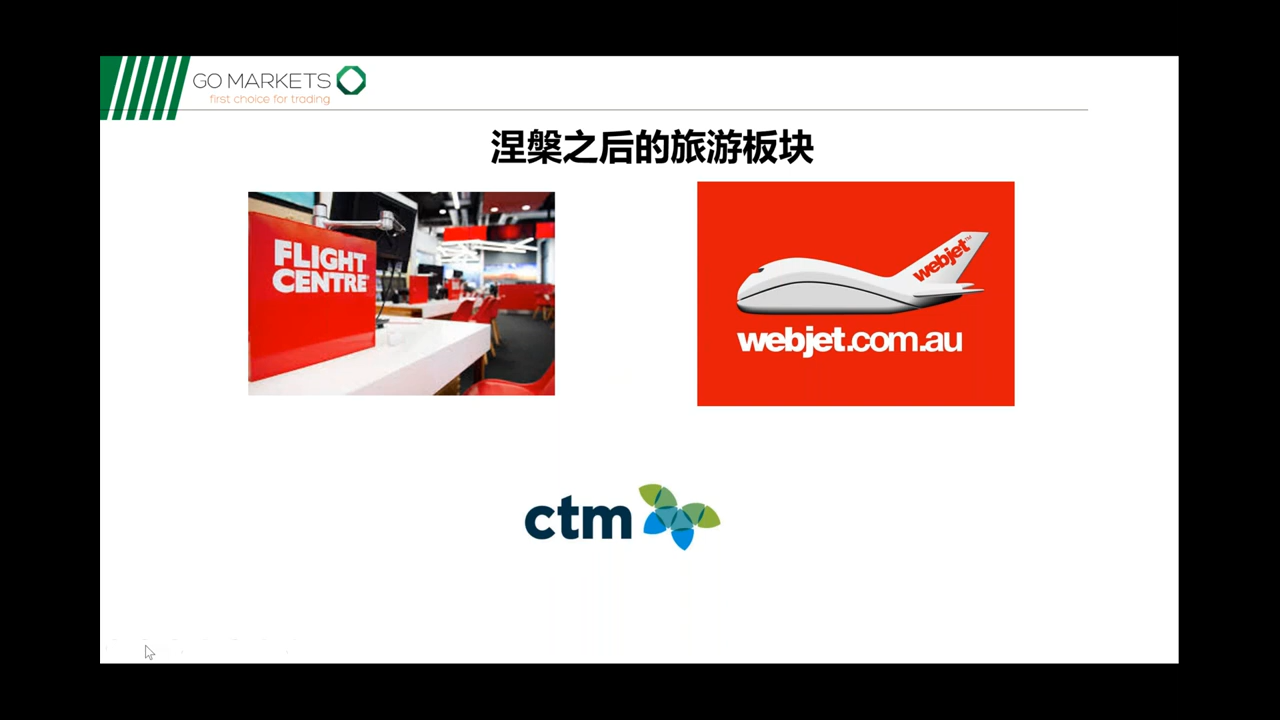 GO MARKETS
first choice for trading
涅槃之后的旅游板块
FLIGHT
CENTRE
webjet™
webjet.com.au
ctm